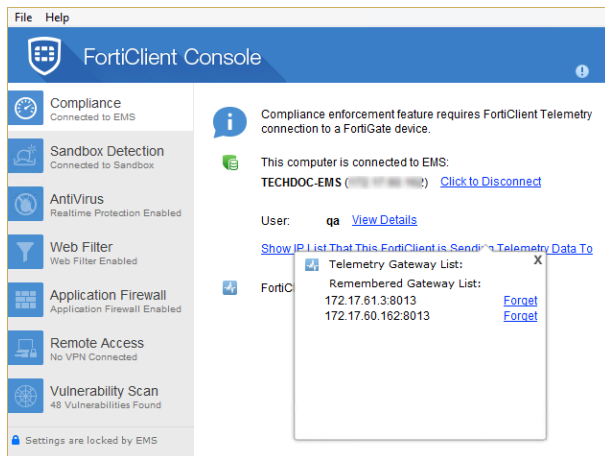 File Help
FortiClient Console
Compliance
Connected to EMS
Sandbox Detection
Connected to Sandbox
AntiVirus
Realtime Protection Enabled
Web Filter
Web Filter Enabled
Application Firewall
Application Firewall Enabled
Remote Access
No VPN Connected
Vulnerability Scan
48 Vulnerabilities Found
Settings are locked by EMS
Compliance enforcement feature requires FortiClient Telemetry
connection to a FortiGate device.
This computer is connected to EMS:
TECHDOC-EMS ( ) Click to Disconnect
User: qa View Details
Show IP List That This FortiClient is Sending Telemetry Data To
FortiCl
X
Telemetry Gateway List:
Remembered Gateway List:
172.17.61.3:8013 Forget
172.17.60.162:8013 Forget